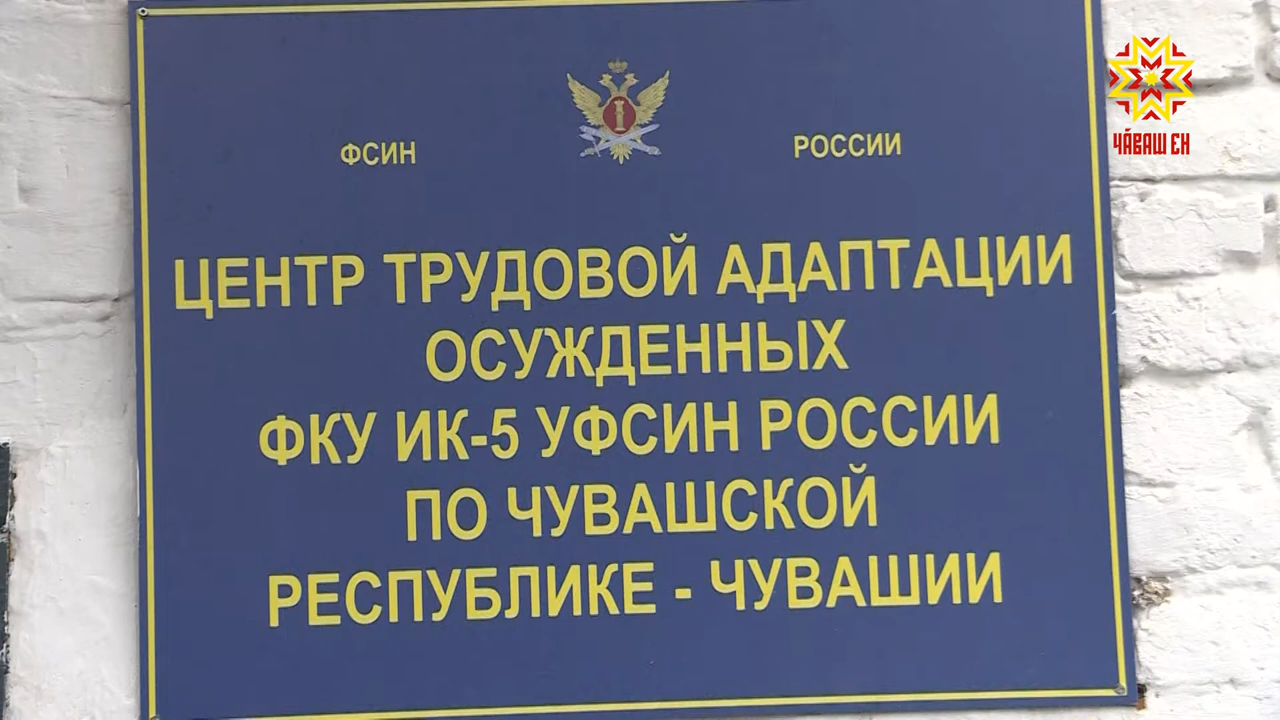 ФСИН РОССИИ
ЦЕНТР ТРУДОВОЙ АДАПТАЦИИ
ОСУЖДЕННЫХ
ФКУ ИК-5 УФСИН РОССИИ
ПО ЧУВАШСКОЙ
РЕСПУБЛИКЕ - ЧУВАШИИ
ЧӐВАШ ЕН